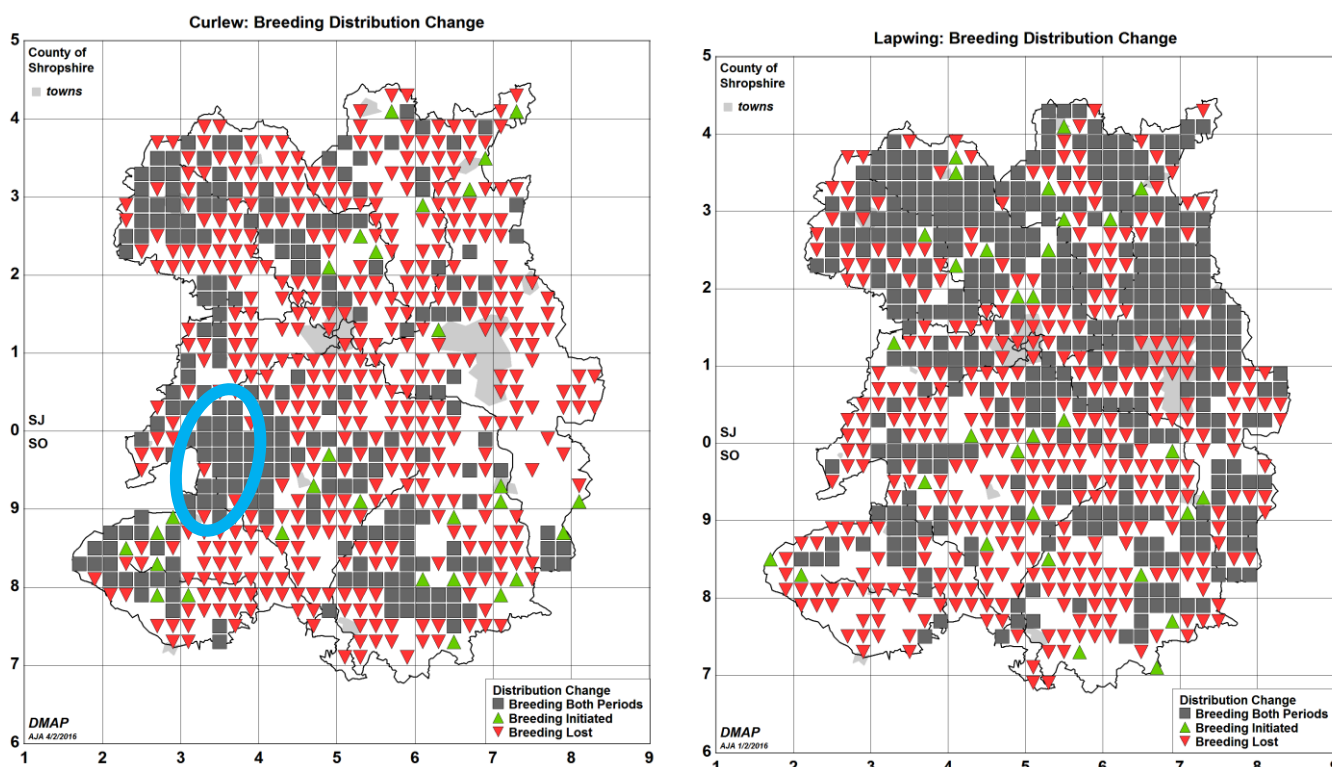 Curlew: Breeding Distribution Change
5
County of
Shropshire
towns
4
3
2
1
SJ
0
SO
9
8
7
Distribution Change
Breeding Both Periods
Breeding Initiated
Breeding Lost
DMAP
AJA 4/2/2016
6
1 2 3 4 5 6 7 8 9
Lapwing: Breeding Distribution Change
5
County of
Shropshire
towns
4
3
2
1
SJ
0
SO
9
8
7
Distribution Change
Breeding Both Periods
Breeding Initiated
Breeding Lost
DMAP
AJA 1/2/2016
6
1 2 3 4 5 6 7 8